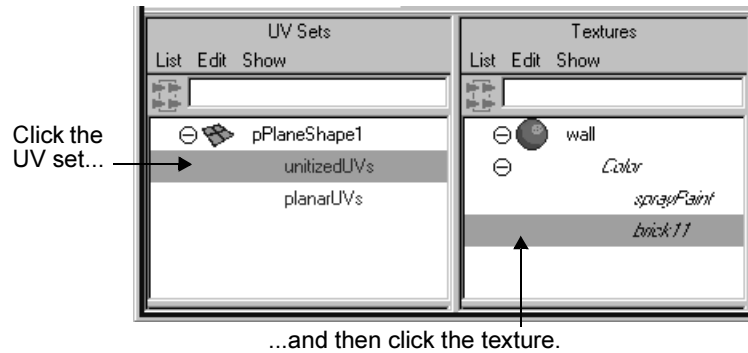 UV Sets
List Edit Show
pPlaneShape1
unitizedUVs
planarUVs
Textures
List Edit Show
wall
Color
sprayPaint
brick11
Click the
UV set...
...and then click the texture.